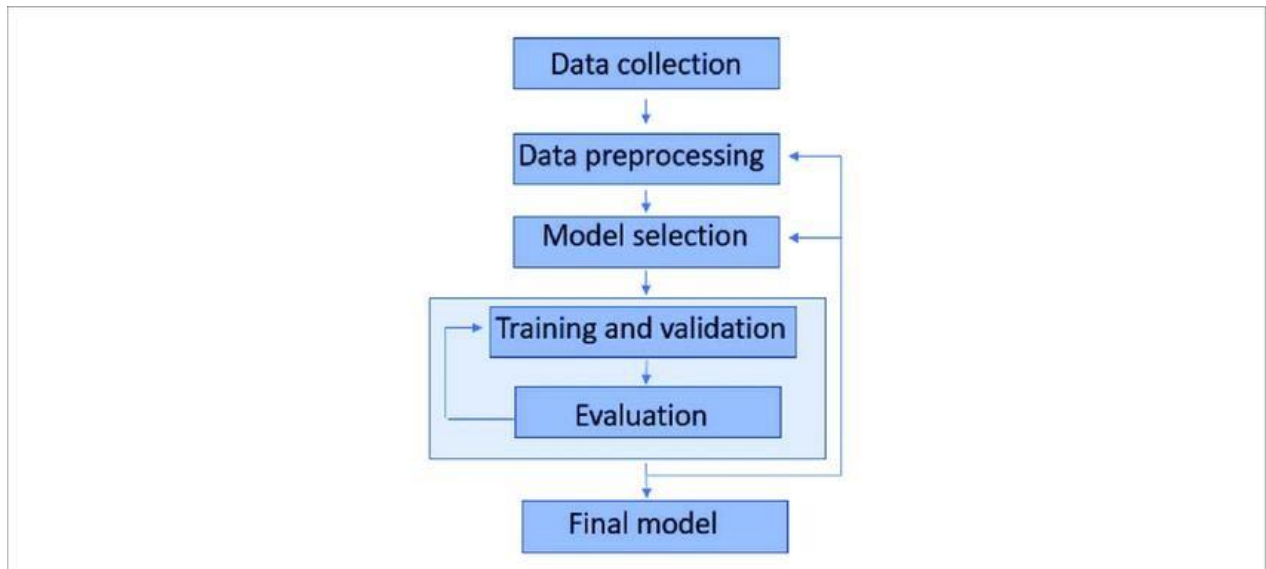 Data collection
Data preprocessing
Model selection
Training and validation
Evaluation
Final model